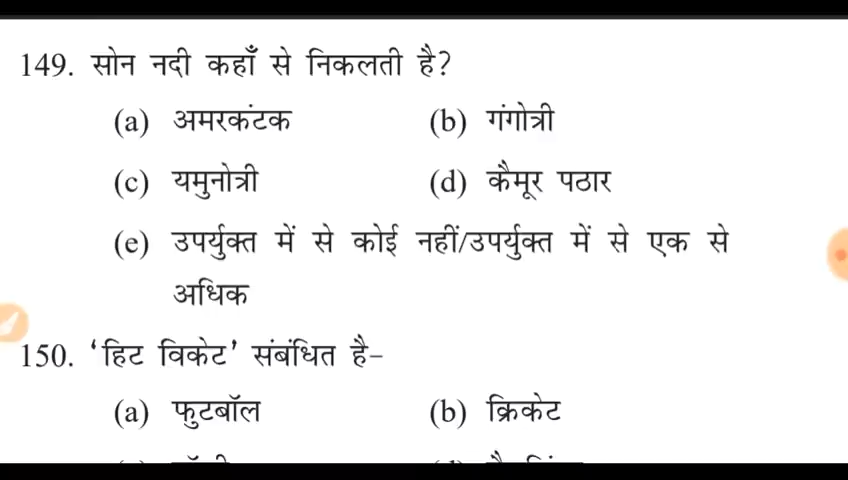 149. सोन नदी कहाँ से निकलती है?
(a) अमरकंटक (b) गंगोत्री
(c) यमुनोत्री (d) कैमूर पठार
(e) उपर्युक्त में से कोई नहीं/उपर्युक्त में से एक से
अधिक
150. ‘हिट विकेट’ संबंधित है–
(a) फुटबॉल (b) क्रिकेट